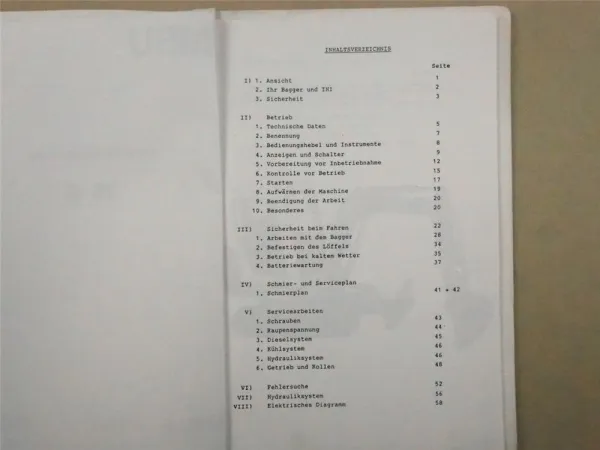 INHALTSVERZEICHNIS
Seite
I) 1. Ansicht 1
2. Ihr Bagger und IHI 2
3. Sicherheit 3
II) Betrieb
1. Technische Daten 5
2. Benennung 7
3. Bedienungshebel und Instrumente 8
4. Anzeigen und Schalter 9
5. Vorbereitung vor Inbetriebnahme 12
6. Kontrolle vor Betrieb 15
7. Starten 17
8. Aufwärmen der Maschine 19
9. Beendigung der Arbeit 20
10. Besonderes 20
III) Sicherheit beim Fahren 22
1. Arbeiten mit dem Bagger 28
2. Befestigen des Löffels 34
3. Betrieb bei kaltem Wetter 35
4. Batteriewartung 37
IV) Schmier- und Serviceplan
1. Schmierplan 41 + 42
V) Servicearbeiten
1. Schrauben 43
2. Raupenspannung 44
3. Dieselsystem 45
4. Kühlsystem 46
5. Hydrauliksystem 46
6. Getrieb und Rollen 48
VI) Fehlersuche 52
VII) Hydrauliksystem 56
VIII) Elektrisches Diagramm 58